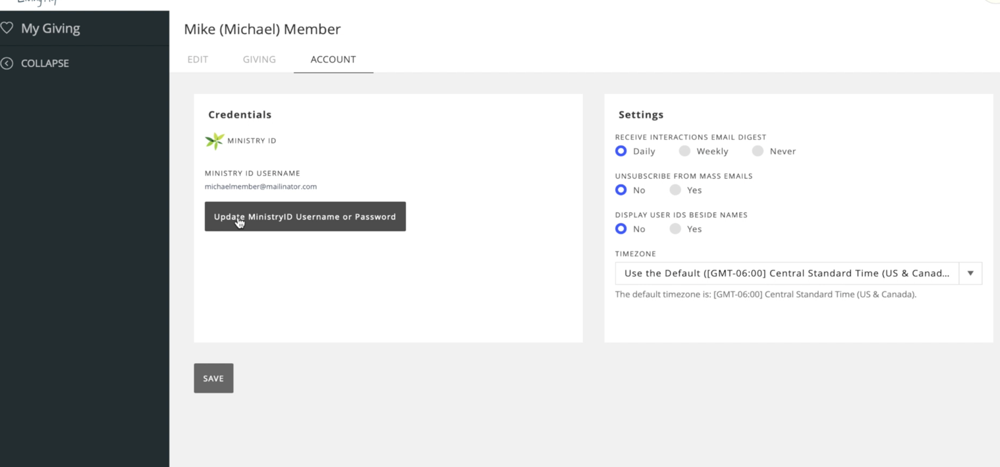 My Giving
COLLAPSE
Mike (Michael) Member
EDIT GIVING ACCOUNT
Credentials
MINISTRY ID
MINISTRY ID USERNAME
michaelmember@mailinator.com
Update MinistryID Username or Password
Settings
RECEIVE INTERACTIONS EMAIL DIGEST
Daily Weekly Never
UNSUBSCRIBE FROM MASS EMAILS
No Yes
DISPLAY USER IDS BESIDE NAMES
No Yes
TIMEZONE
Use the Default ([GMT-06:00] Central Standard Time (US & Canad...
The default timezone is: [GMT-06:00] Central Standard Time (US & Canada).
SAVE